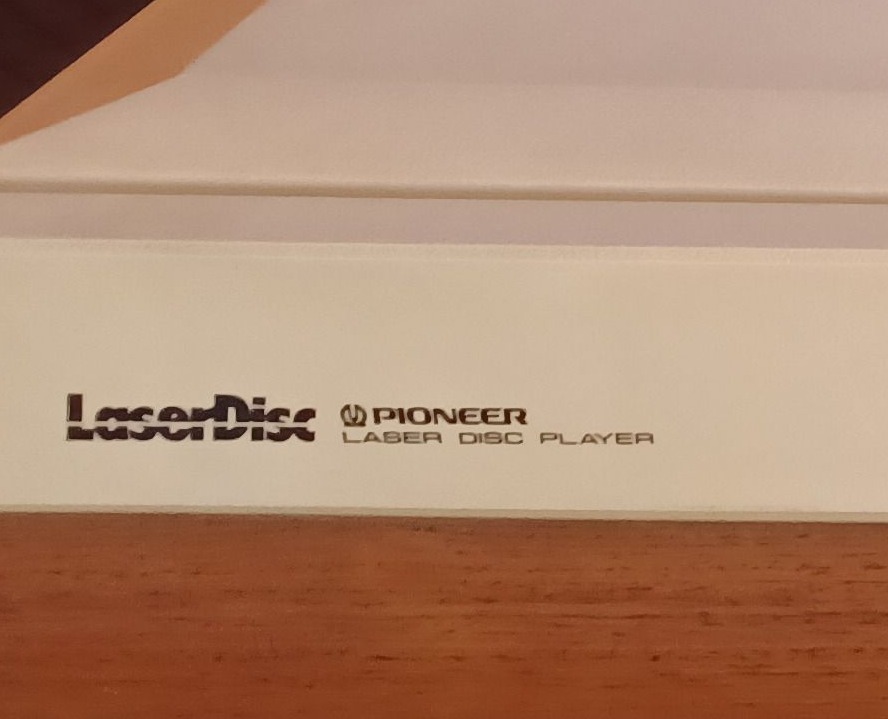 LaserDisc
PIONEER
LASER DISC PLAYER